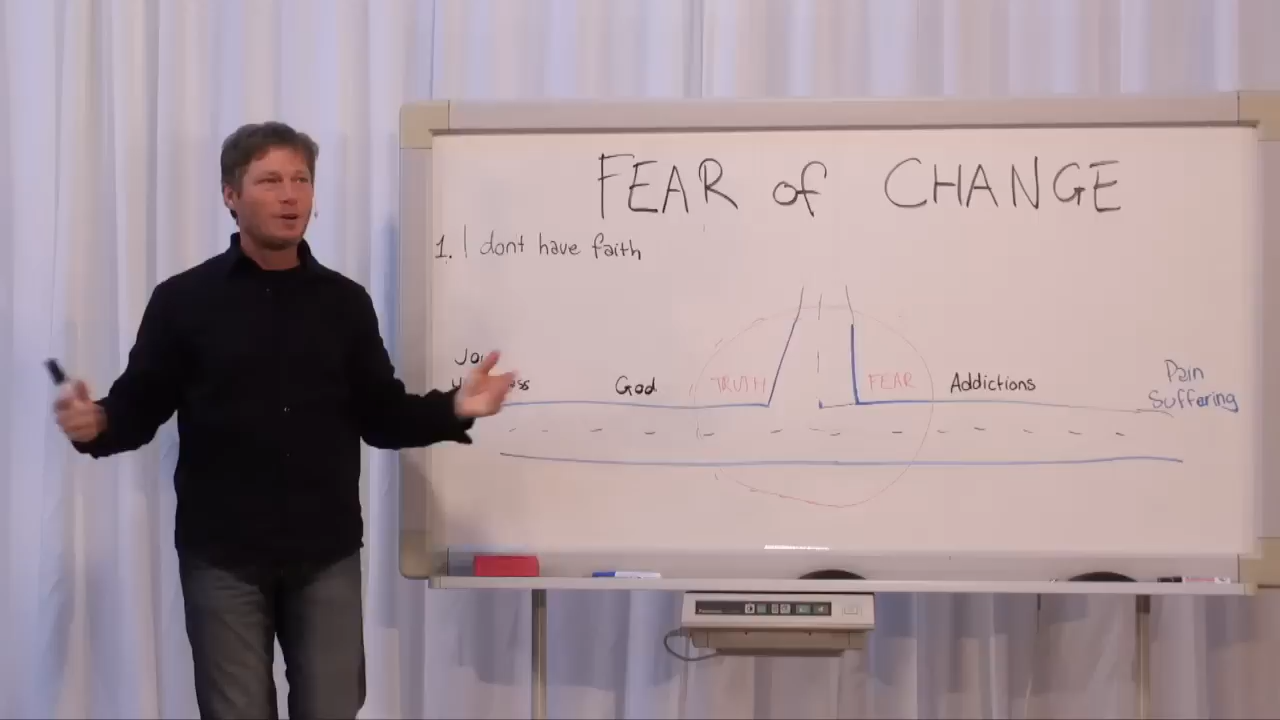 FEAR of CHANGE
1. I dont have faith
God
TRUTH
FEAR
Addictions
Pain
Suffering